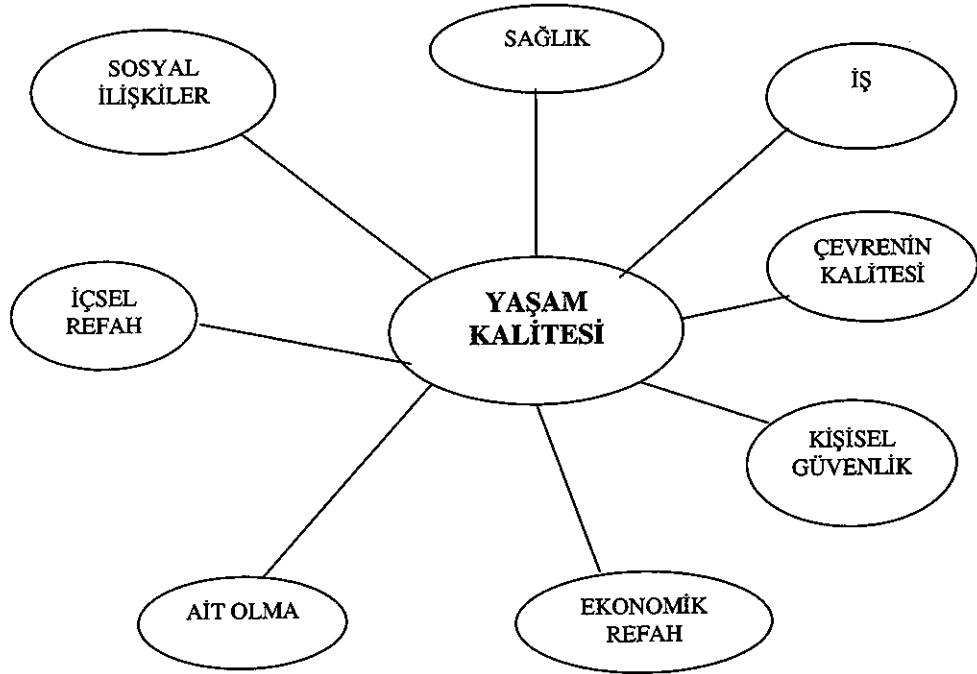 SAĞLIK
SOSYAL
İLİŞKİLER
İŞ
ÇEVRENİN
KALİTESİ
İÇSEL
REFAH
YAŞAM
KALİTESİ
KİŞİSEL
GÜVENLİK
AİT OLMA
EKONOMİK
REFAH